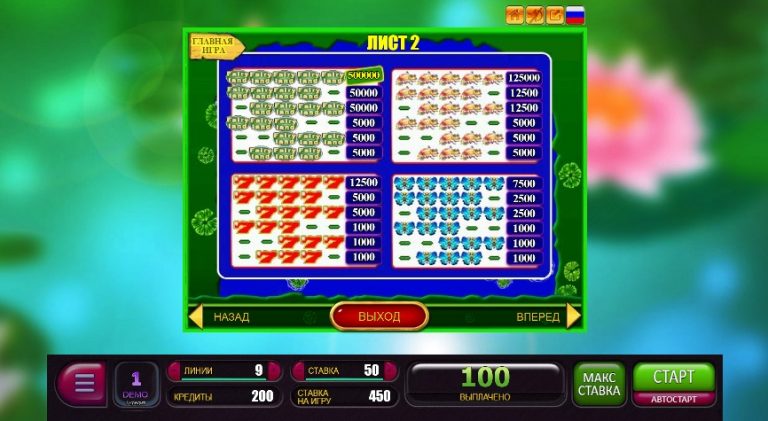 ГЛАВНАЯ
ИГРА
ЛИСТ 2
500000
50000
50000
5000
5000
5000
125000
12500
12500
5000
5000
5000
12500
5000
5000
1000
1000
1000
7500
2500
2500
1000
1000
1000
НАЗАД
ВЫХОД
ВПЕРЕД
1
DEMO
ЛИНИИ 9
КРЕДИТЫ 200
СТАВКА 50
СТАВКА
НА ИГРУ 450
100
ВЫПЛАЧЕНО
МАКС
СТАВКА
СТАРТ
АВТОСТАРТ